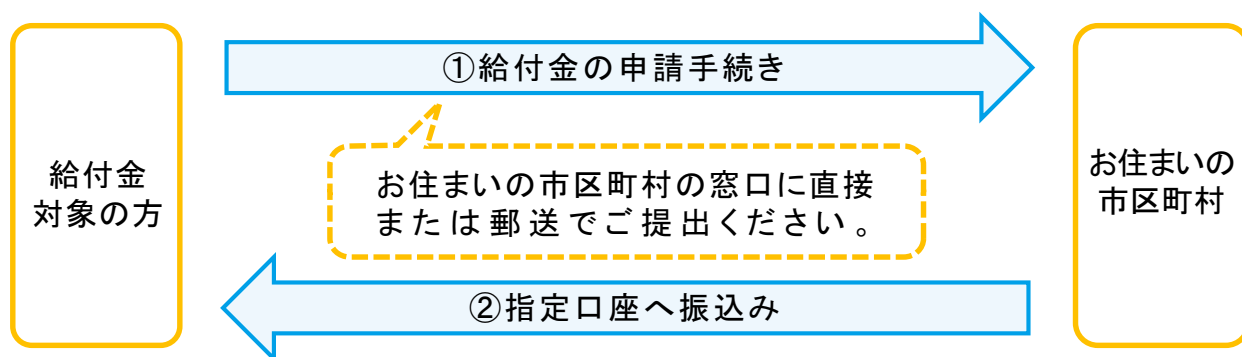 給付金
対象の方
①給付金の申請手続き
お住まいの市区町村の窓口に直接
または郵送でご提出ください。
②指定口座へ振込み
お住まいの
市区町村